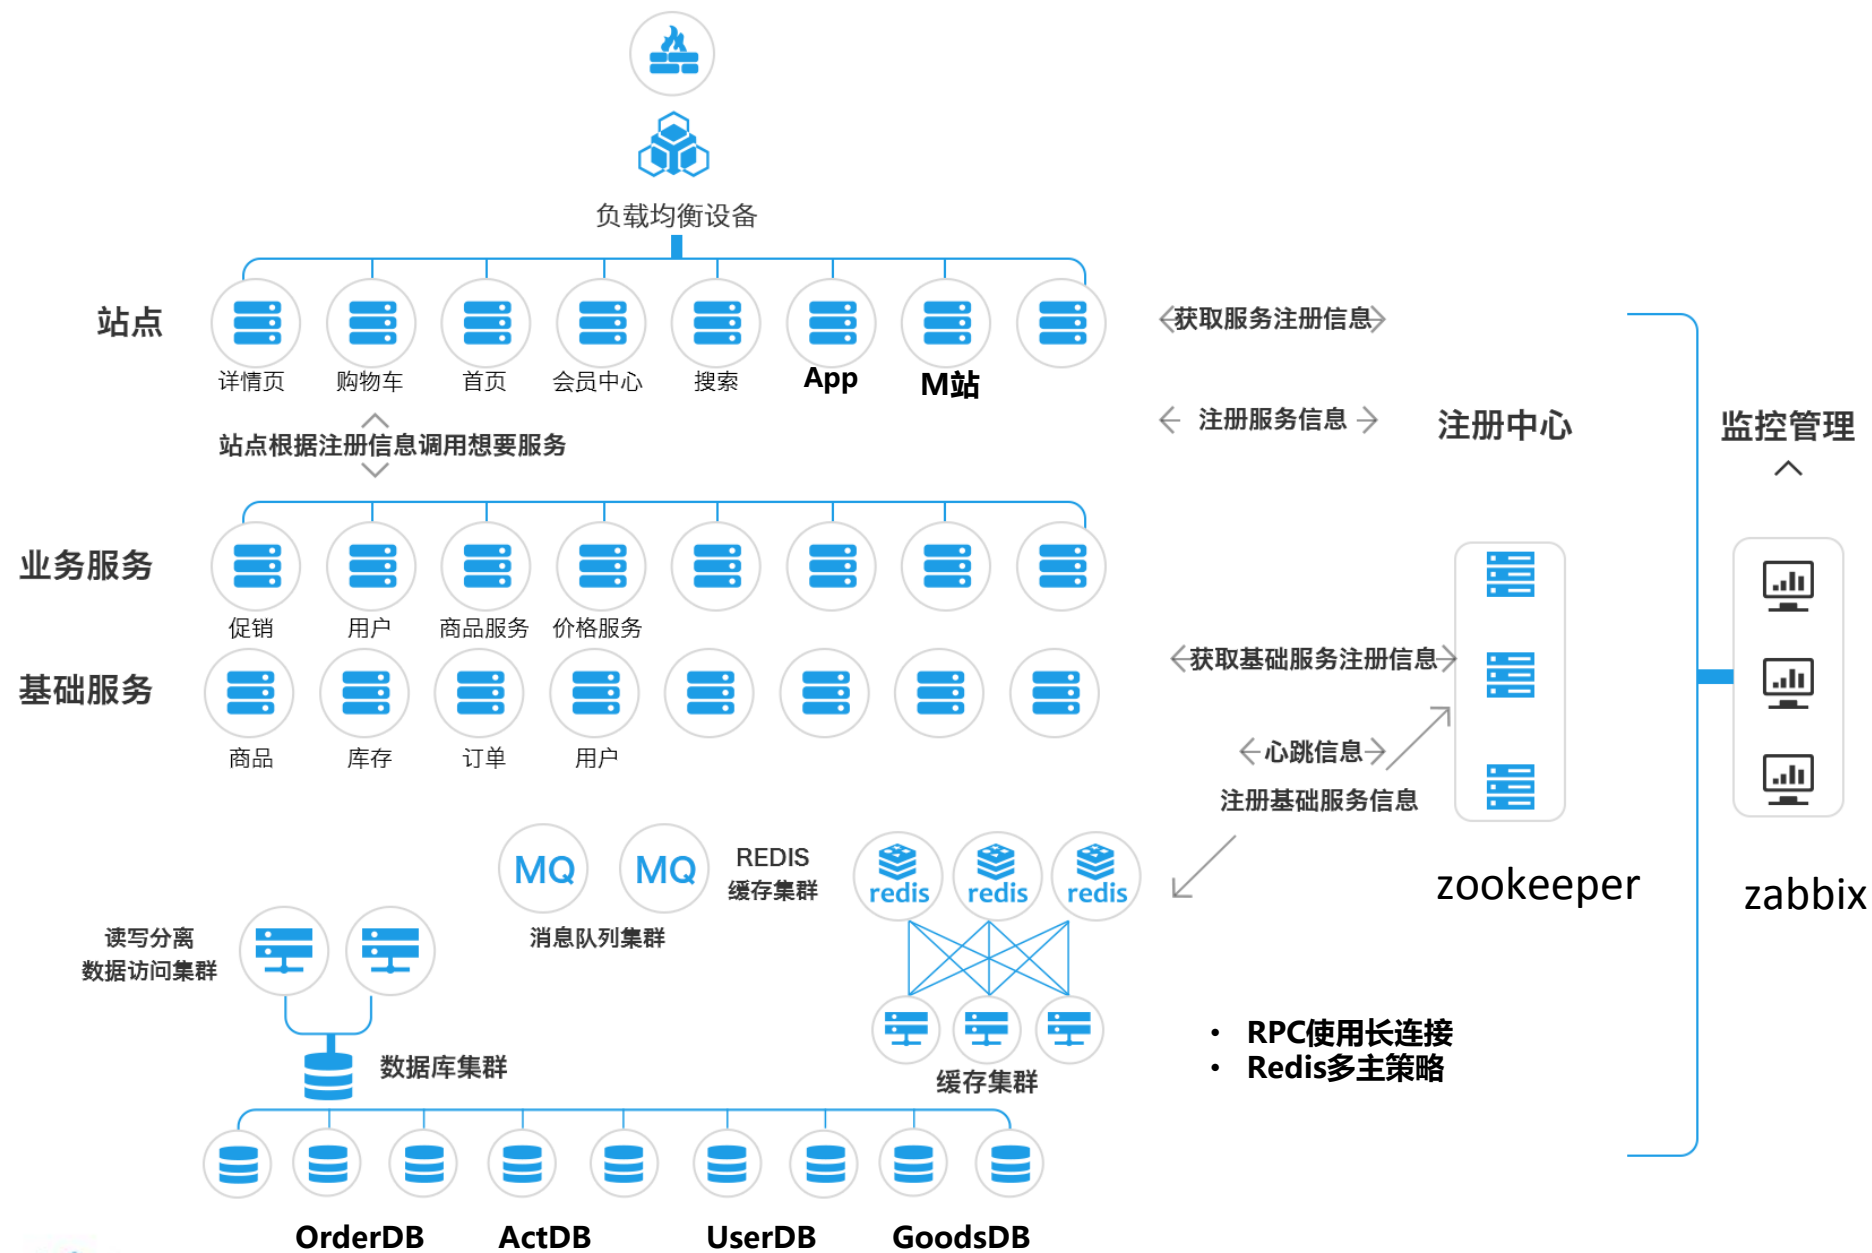 负载均衡设备
站点
详情页
购物车
首页
会员中心
搜索
App
M站
获取服务注册信息
站点根据注册信息调用想要服务
注册服务信息
注册中心
监控管理
业务服务
促销
用户
商品服务
价格服务
基础服务
商品
库存
订单
用户
获取基础服务注册信息
心跳信息
注册基础服务信息
zookeeper
zabbix
MQ
MQ
消息队列集群
REDIS
缓存集群
redis
redis
redis
缓存集群
读写分离
数据访问集群
数据库集群
• RPC使用长连接
• Redis多主策略
OrderDB
ActDB
UserDB
GoodsDB